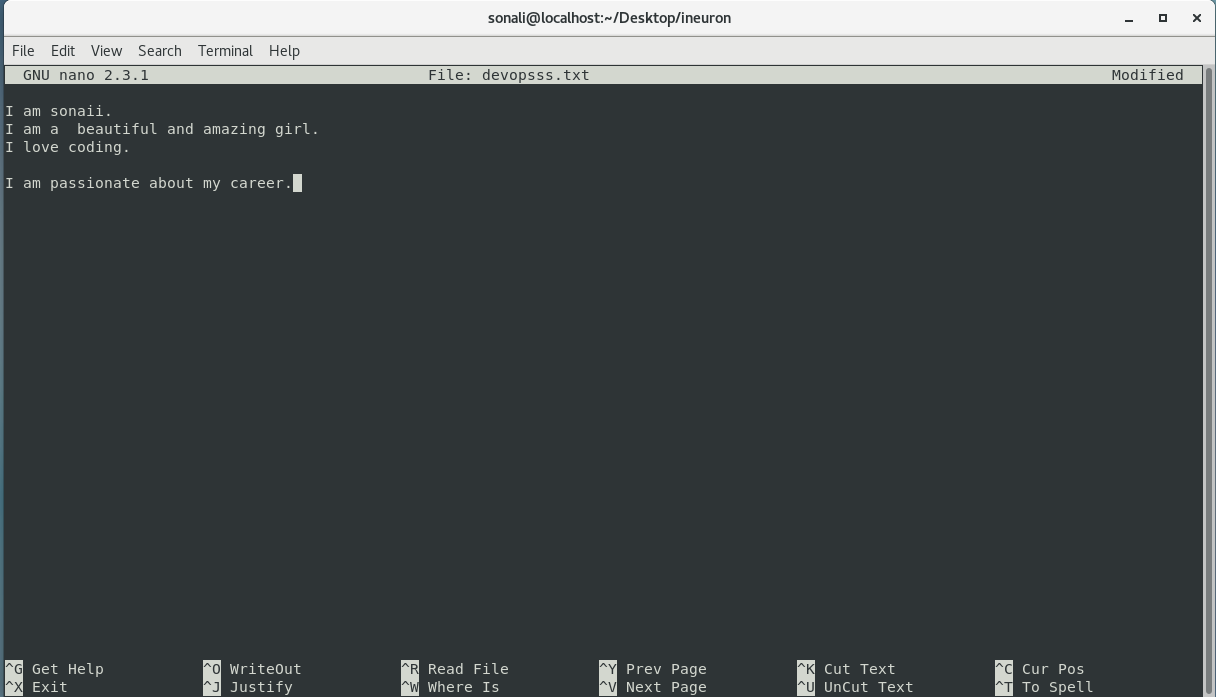 sonali@localhost:~/Desktop/ineuron
File Edit View Search Terminal Help
GNU nano 2.3.1 File: devopsss.txt Modified
I am sonaii.
I am a  beautiful and amazing girl.
I love coding.
I am passionate about my career.
^G Get Help ^O WriteOut ^R Read File ^Y Prev Page ^K Cut Text ^C Cur Pos
^X Exit ^J Justify ^W Where Is ^V Next Page ^U UnCut Text ^T To Spell